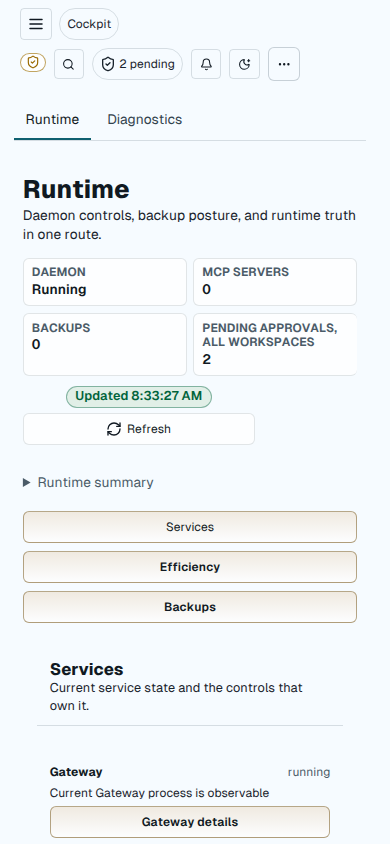 Cockpit
2 pending
Runtime
Diagnostics
Runtime
Daemon controls, backup posture, and runtime truth
in one route.
DAEMON
Running
MCP SERVERS
0
BACKUPS
0
PENDING APPROVALS,
ALL WORKSPACES
2
Updated 8:33:27 AM
Refresh
Runtime summary
Services
Efficiency
Backups
Services
Current service state and the controls that
own it.
Gateway
running
Current Gateway process is observable
Gateway details